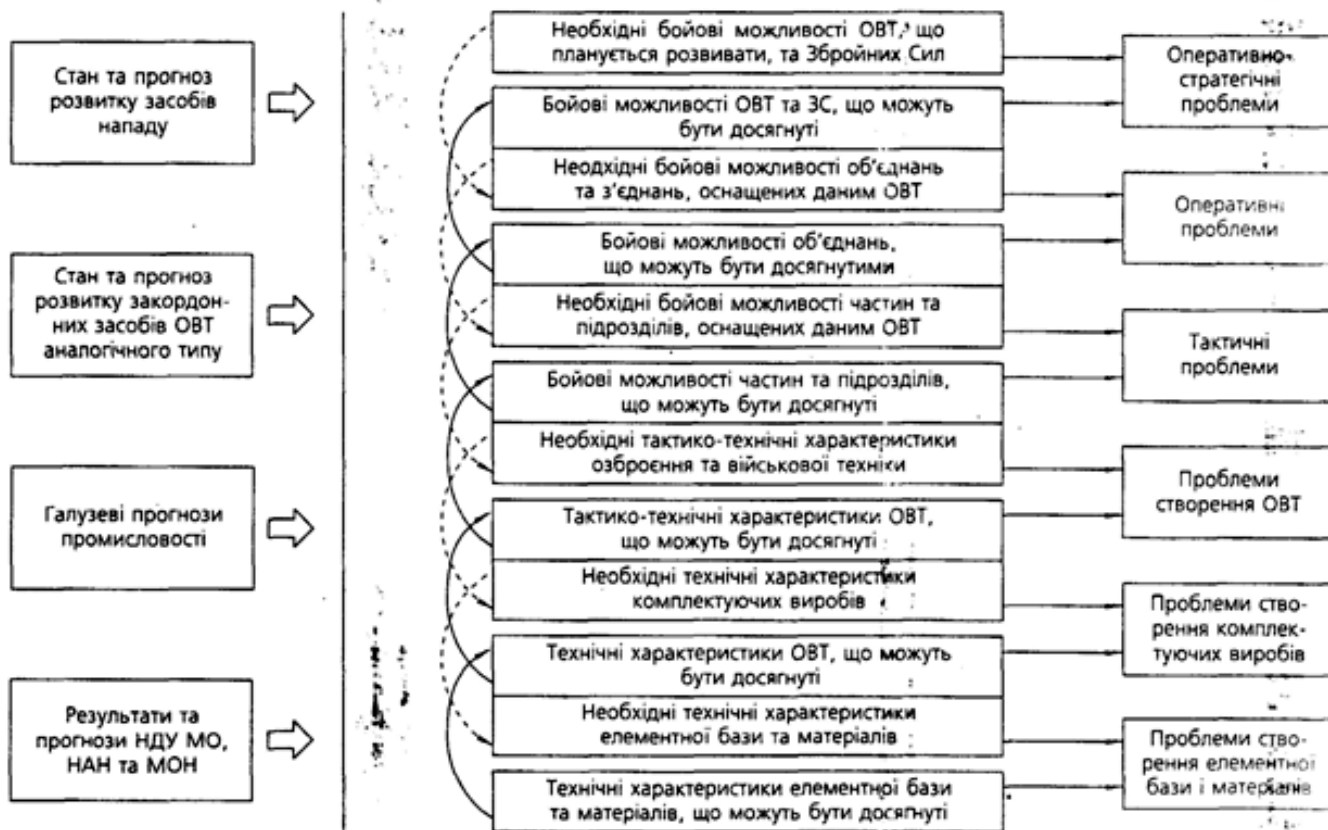 Стан та прогноз
розвитку засобів
нападу
Стан та прогноз
розвитку закордон-
них засобів ОВТ
аналогічного типу
Галузеві прогнози
промисловості
Результати та
прогнози НДУ МО,
НАН та МОН
Необхідні бойові можливості ОВТ, що
планується розвивати, та Збройних Сил
Бойові можливості ОВТ та ЗС, що можуть
бути досягнуті
Неодхідні бойові можливості об'єднань
та з'єднань, оснащених даним ОВТ
Бойові можливості об'єднань,
що можуть бути досягнутими
Необхідні бойові можливості частин та
підрозділів, оснащених даним ОВТ
Бойові можливості частин та підрозділів,
що можуть бути досягнуті
Необхідні тактико-технічні характеристики
озброєння та військової техніки
Тактико-технічні характеристики ОВТ,
що можуть бути досягнуті
Необхідні технічні характеристики
комплектуючих виробів
Технічні характеристики ОВТ, що можуть
бути досягнуті
Необхідні технічні характеристики
елементної бази та матеріалів
Технічні характеристики елементної бази
та матеріалів, що можуть бути досягнуті
Оперативно-
стратегічні
проблеми
Оперативні
проблеми
Тактичні
проблеми
Проблеми
створення ОВТ
Проблеми ство-
рення комплек-
туючих виробів
Проблеми ство-
рення елементної
бази і матеріалів